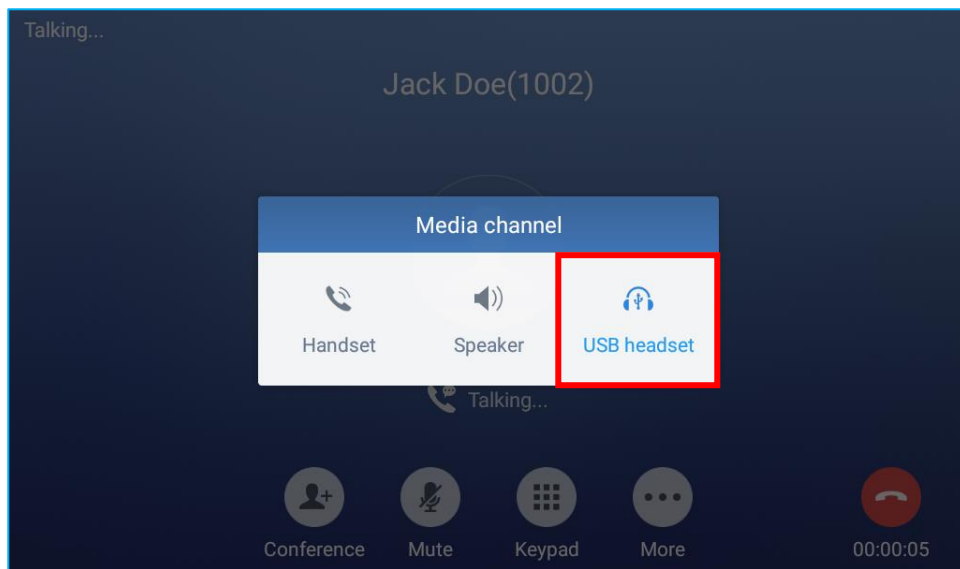 Talking...
Jack Doe(1002)
Media channel
Handset Speaker USB headset
Talking...
Conference Mute Keypad More 00:00:05